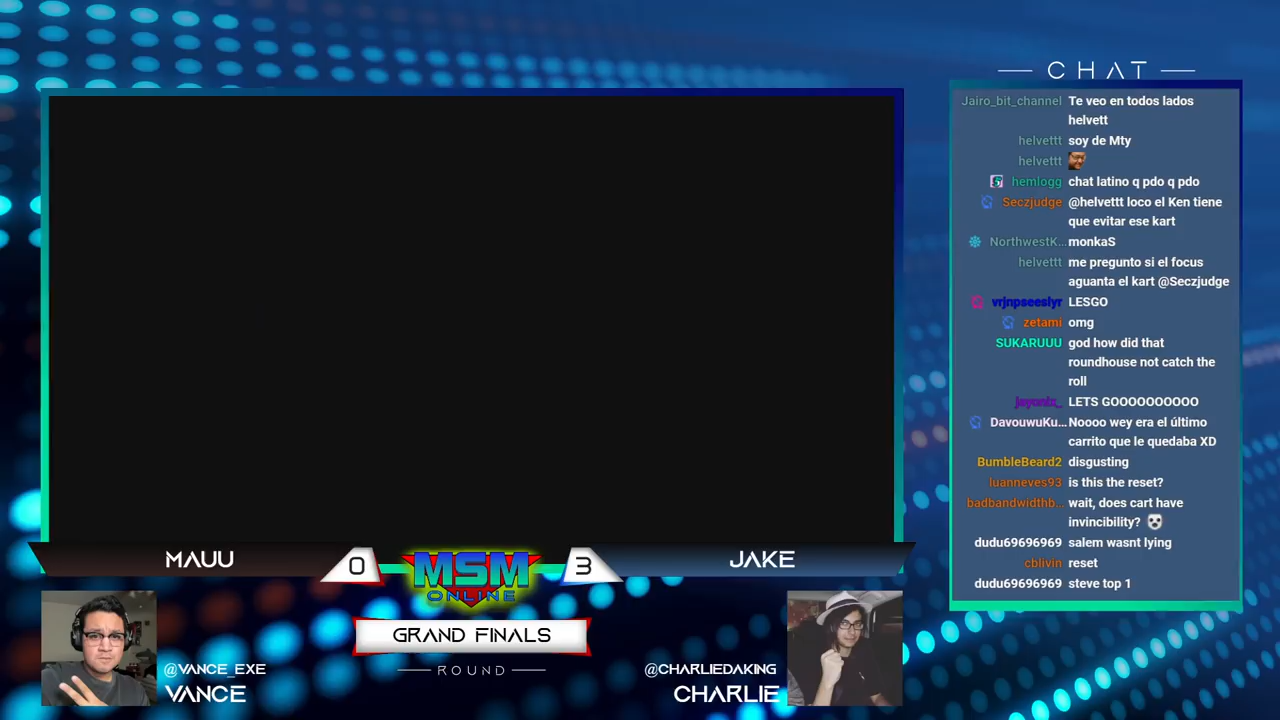 CHAT
Jairo_bit_channel Te veo en todos lados
helvett
helvettt soy de Mty
helvettt
hemlogg chat latino q pdo q pdo
Seczjudge @helvettt loco el Ken tiene
que evitar ese kart
NorthwestK... monkaS
helvettt me pregunto si el focus
aguanta el kart @Seczjudge
vrjnpseeslyr LESGO
zetami omg
SUKARUUU god how did that
roundhouse not catch the
roll
jayonix_ LETS GOOOOOOOOOO
DavouwuKu... Noooo wey era el último
carrito que le quedaba XD
BumbleBeard2 disgusting
luanneves93 is this the reset?
badbandwidthb... wait, does cart have
invincibility?
dudu69696969 salem wasnt lying
cblivin reset
dudu69696969 steve top 1
MAUU 0 MSM 3 JAKE
ONLINE
GRAND FINALS
ROUND
@VANCE_EXE
VANCE
@CHARLIEDAKING
CHARLIE